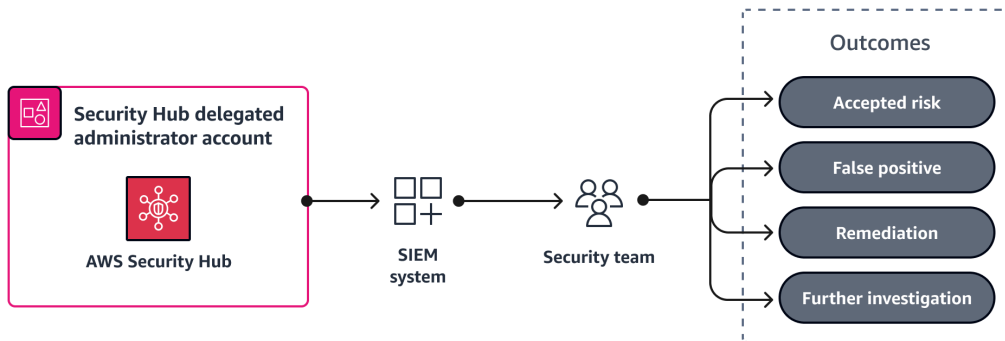 Outcomes
Security Hub delegated
administrator account
AWS Security Hub
SIEM
system
Security team
Accepted risk
False positive
Remediation
Further investigation